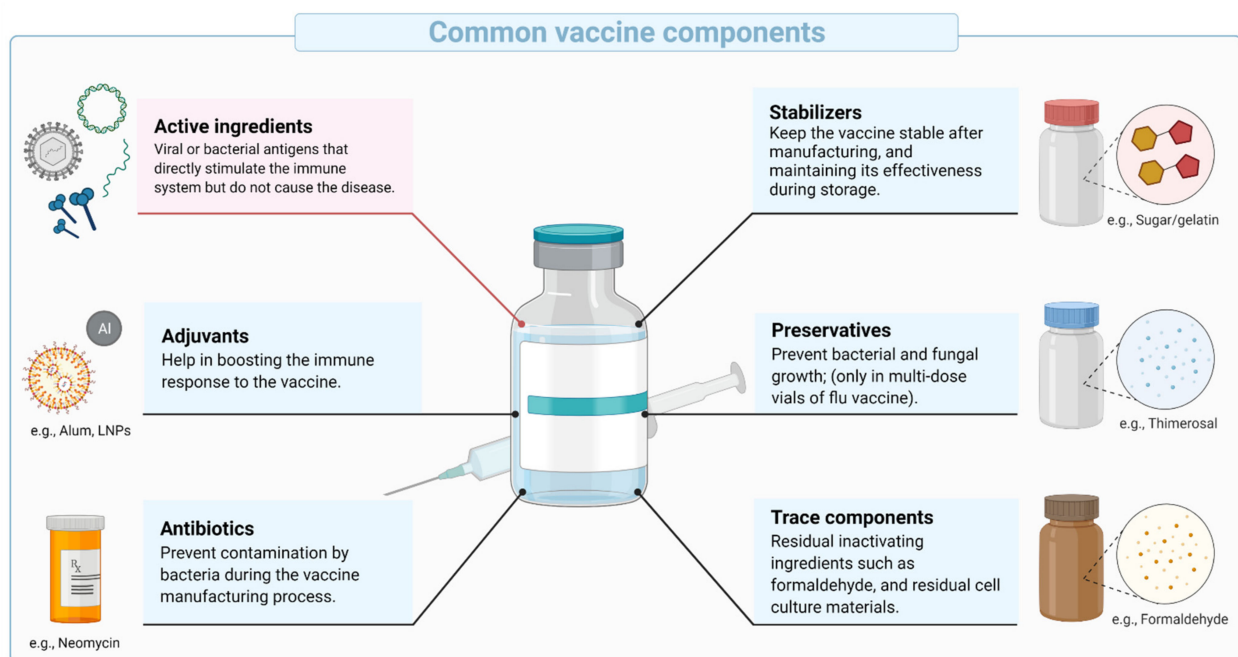 Common vaccine components
Active ingredients
Viral or bacterial antigens that
directly stimulate the immune
system but do not cause the disease.
Stabilizers
Keep the vaccine stable after
manufacturing, and
maintaining its effectiveness
during storage.
e.g., Sugar/gelatin
Al
e.g., Alum, LNPs
Adjuvants
Help in boosting the immune
response to the vaccine.
Preservatives
Prevent bacterial and fungal
growth; (only in multi-dose
vials of flu vaccine).
e.g., Thimerosal
Rx
e.g., Neomycin
Antibiotics
Prevent contamination by
bacteria during the vaccine
manufacturing process.
Trace components
Residual inactivating
ingredients such as
formaldehyde, and residual cell
culture materials.
e.g., Formaldehyde